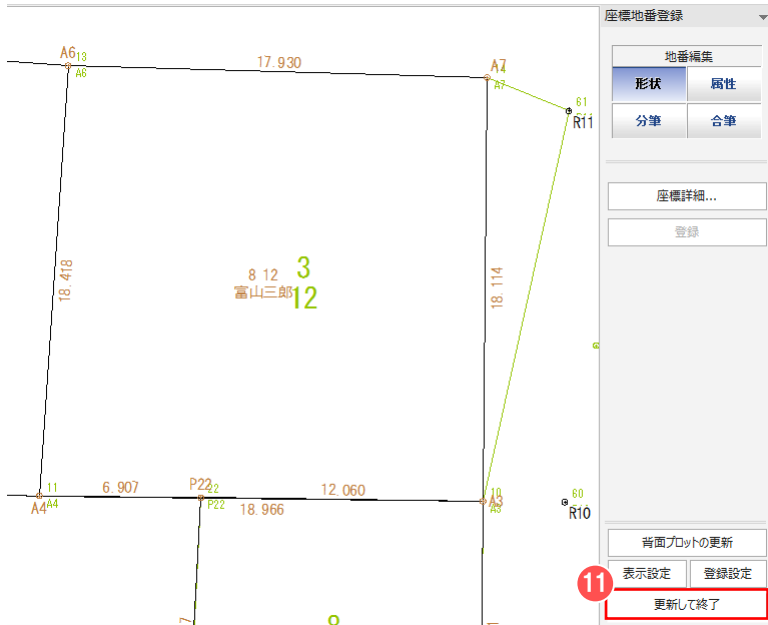 座標地番登録
地番編集
形状 属性
分筆 合筆
座標詳細...
登録
背面プロットの更新
表示設定 登録設定
11
更新して終了
A6 13
A6
17.930
A7
A7
61
R11
18.418
8 12 3
富山三郎 12
18.114
11
A4 A4
6.907
P22 22
P22
12.060
18.966
10
A3
A3
60
R10